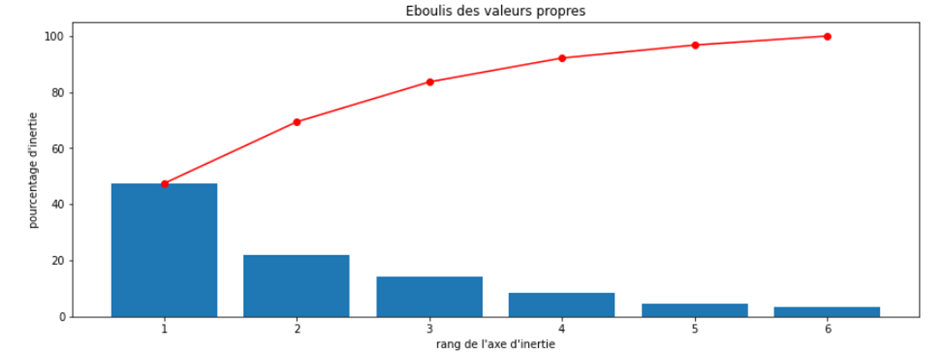 Eboulis des valeurs propres
100
80
60
40
20
0
pourcentage d'inertie
1 2 3 4 5 6
rang de l'axe d'inertie